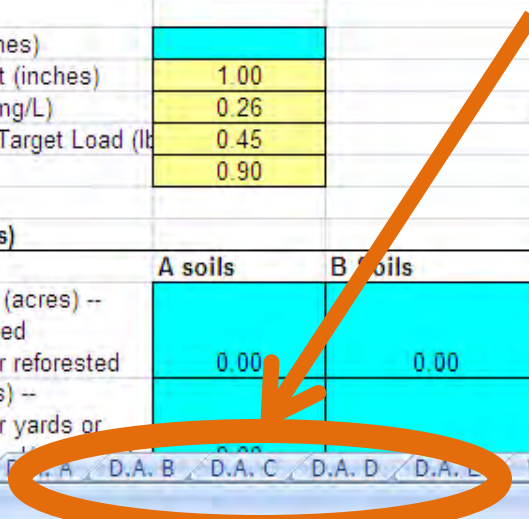 nes)
t (inches) 1.00
mg/L) 0.26
Target Load (lb 0.45
0.90
s)
A soils B Soils
(acres) --
ed
r reforested 0.00 0.00
s) --
r yards or
D.A. A D.A. B D.A. C D.A. D D.A.